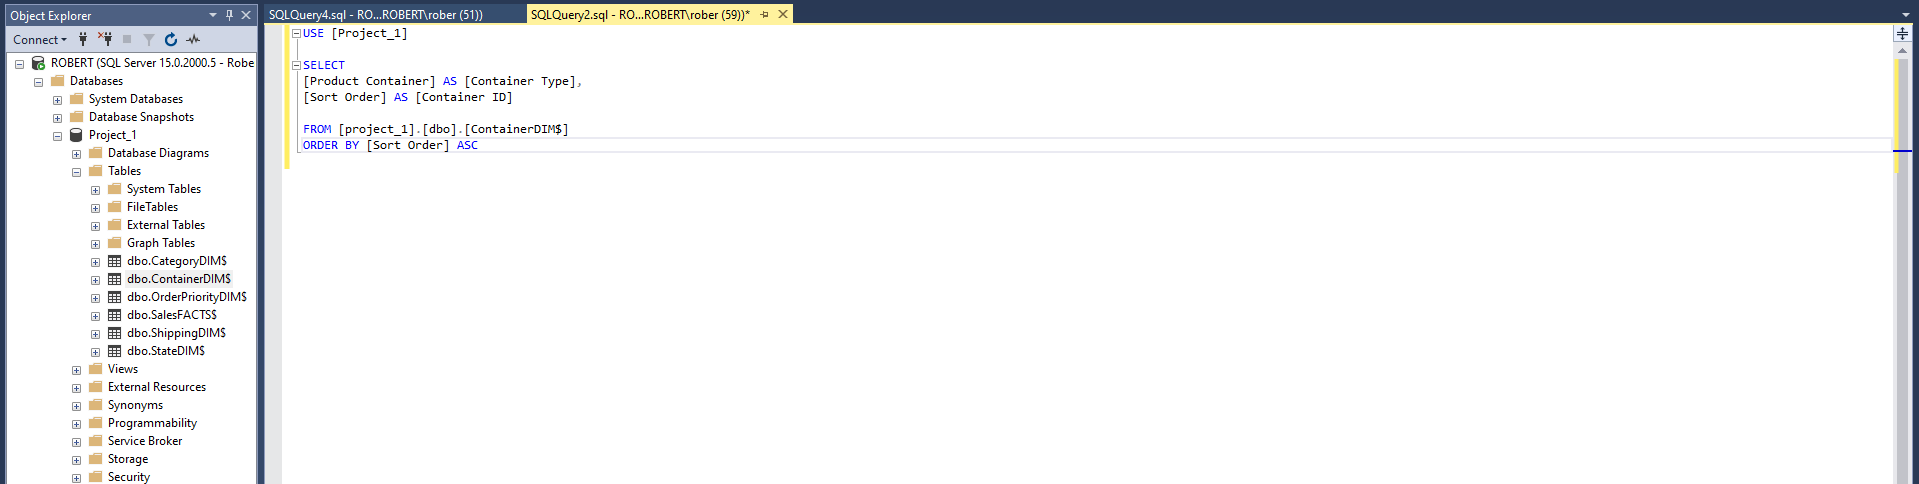 Object Explorer
Connect
ROBERT (SQL Server 15.0.2000.5 - Robe
Databases
System Databases
Database Snapshots
Project_1
Database Diagrams
Tables
System Tables
FileTables
External Tables
Graph Tables
dbo.CategoryDIM$
dbo.ContainerDIM$
dbo.OrderPriorityDIM$
dbo.SalesFACTS$
dbo.ShippingDIM$
dbo.StateDIM$
Views
External Resources
Synonyms
Programmability
Service Broker
Storage
Security
SQLQuery4.sql - RO...ROBERT\rober (51))
SQLQuery2.sql - RO...ROBERT\rober (59))*
USE [Project_1]
SELECT
[Product Container] AS [Container Type],
[Sort Order] AS [Container ID]
FROM [project_1].[dbo].[ContainerDIM$]
ORDER BY [Sort Order] ASC